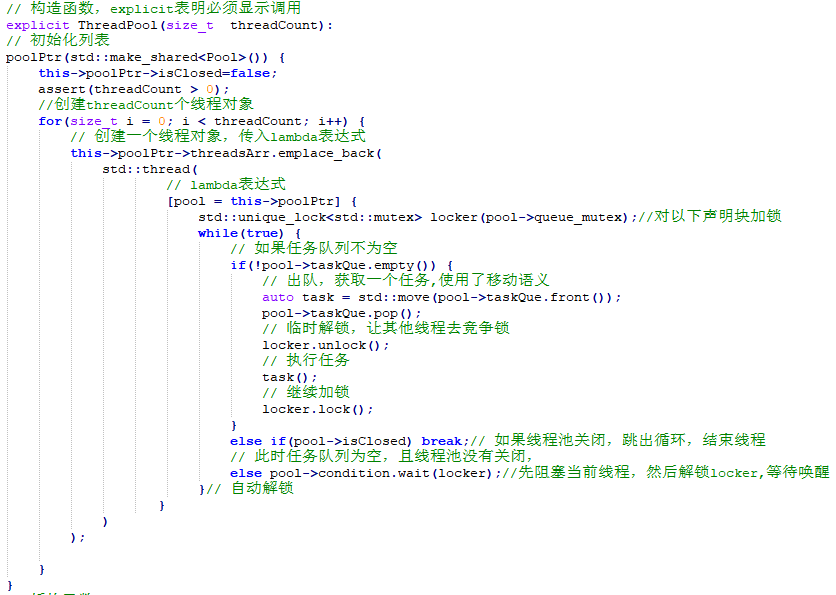 // 构造函数，explicit表明必须显示调用
explicit ThreadPool(size_t  threadCount):
// 初始化列表
poolPtr(std::make_shared<Pool>()) {
    this->poolPtr->isClosed=false;
    assert(threadCount > 0);
    //创建threadCount个线程对象
    for(size_t i = 0; i < threadCount; i++) {
        // 创建一个线程对象，传入lambda表达式
        this->poolPtr->threadsArr.emplace_back(
            std::thread(
                    // lambda表达式
                    [pool = this->poolPtr] {
                        std::unique_lock<std::mutex> locker(pool->queue_mutex);//对以下声明块加锁
                        while(true) {
                            // 如果任务队列不为空
                            if(!pool->taskQue.empty()) {
                                // 出队，获取一个任务,使用了移动语义
                                auto task = std::move(pool->taskQue.front());
                                pool->taskQue.pop();
                                // 临时解锁，让其他线程去竞争锁
                                locker.unlock();
                                // 执行任务
                                task();
                                // 继续加锁
                                locker.lock();
                            }
                            else if(pool->isClosed) break;// 如果线程池关闭，跳出循环，结束线程
                            // 此时任务队列为空，且线程池没有关闭，
                            else pool->condition.wait(locker);//先阻塞当前线程，然后解锁locker,等待唤醒
                        }// 自动解锁
                    }
            )
        );
    }
}